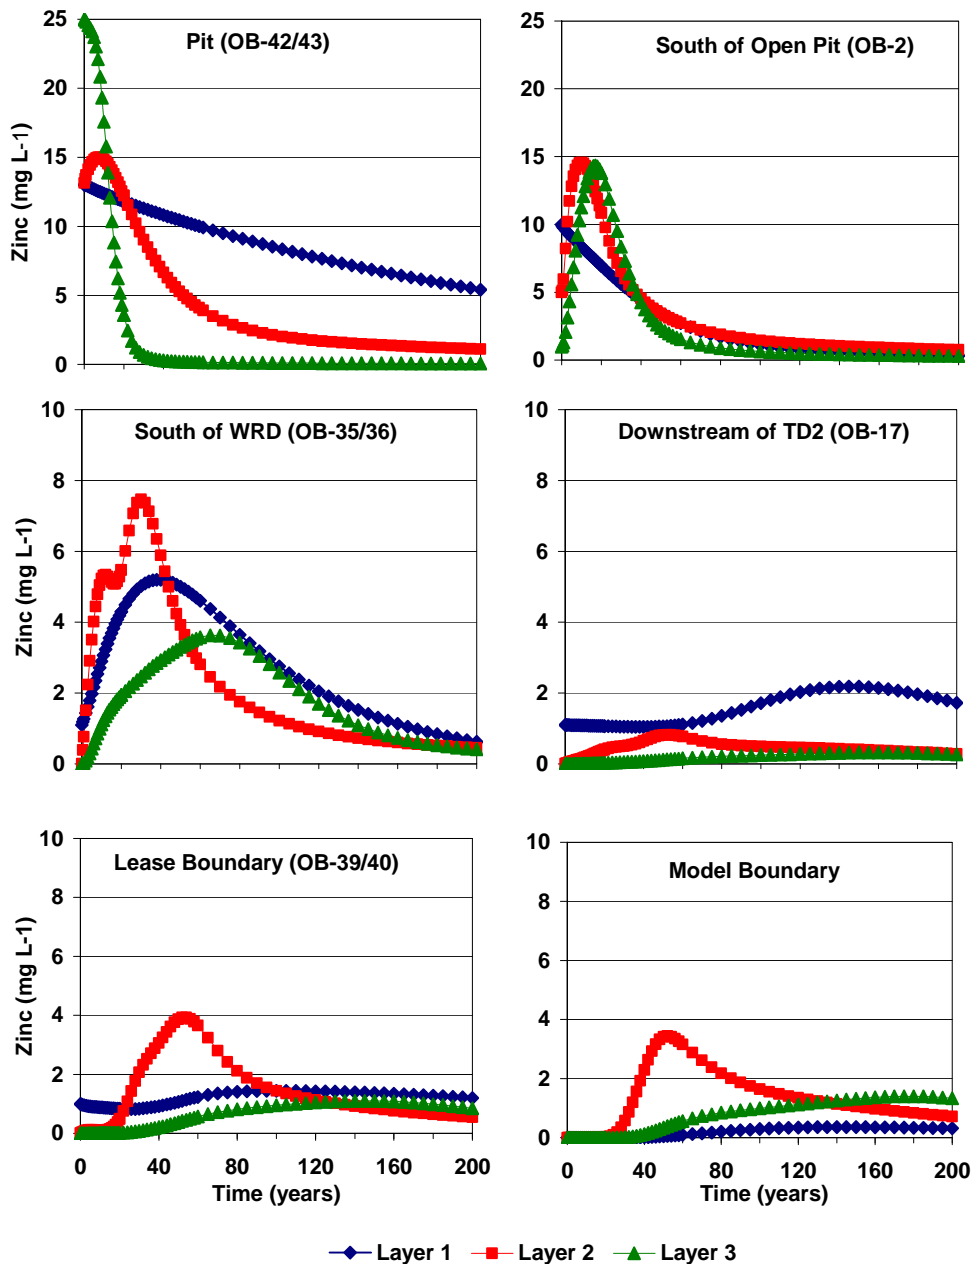 Pit (OB-42/43)
Zinc (mg L-1)
25
20
15
10
5
0
South of Open Pit (OB-2)
25
20
15
10
5
0
South of WRD (OB-35/36)
Zinc (mg L-1)
10
8
6
4
2
0
Downstream of TD2 (OB-17)
10
8
6
4
2
0
Lease Boundary (OB-39/40)
Zinc (mg L-1)
10
8
6
4
2
0
0 40 80 120 160 200
Time (years)
Model Boundary
10
8
6
4
2
0
0 40 80 120 160 200
Time (years)
Layer 1 Layer 2 Layer 3